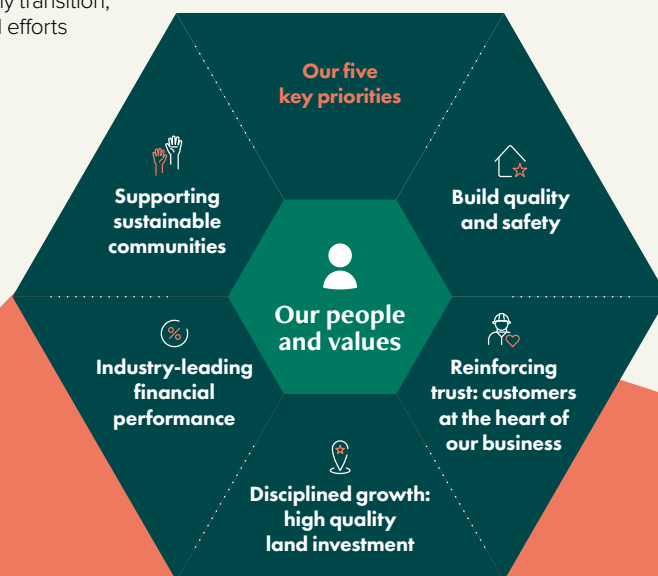 y transition,
efforts
Our five
key priorities
Supporting
sustainable
communities
Build quality
and safety
Our people
and values
Industry-leading
financial
performance
%
Reinforcing
trust: customers
at the heart of
our business
Disciplined growth:
high quality
land investment